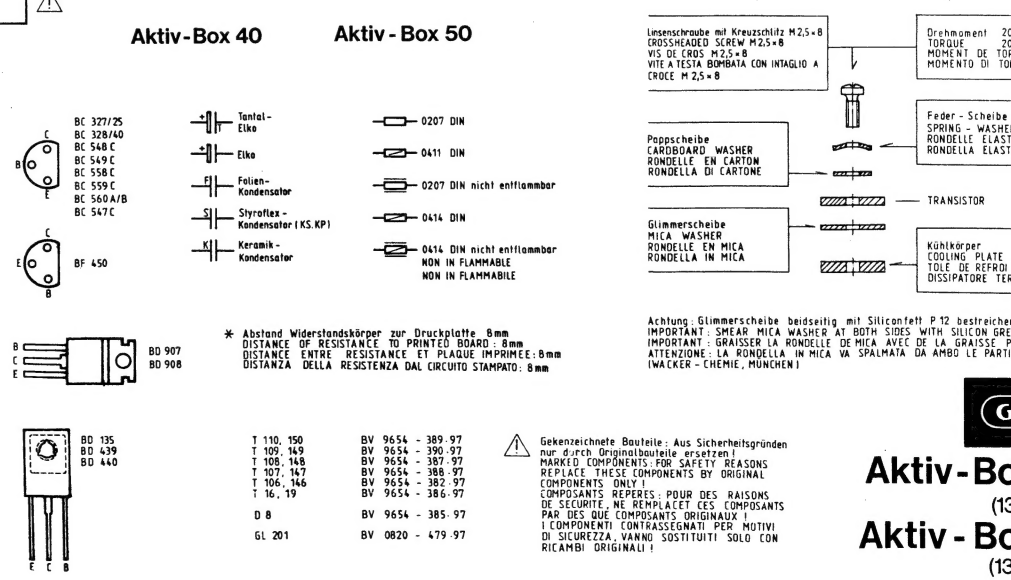 Aktiv-Box 40
Aktiv-Box 50
BC 327/25
BC 328/40
BC 548 C
BC 549 C
BC 558 C
BC 559 C
BC 560 A/B
BC 547 C
C
B
E
C
E
B
BF 450
+
T
Tantal-
Elko
+
Elko
F
Folien-
Kondensator
S
Styroflex-
Kondensator (KS.KP)
K
Keramik-
Kondensator
0207 DIN
0411 DIN
0207 DIN nicht entflammbar
0414 DIN
0414 DIN nicht entflammbar
NON IN FLAMMABLE
NON IN FLAMMABILE
Linsenschraube mit Kreuzschlitz M2,5×8
CROSSHEADED SCREW M2,5×8
VIS DE CROS M2,5×8
VITE A TESTA BOMBATA CON INTAGLIO A
CROCE M 2,5×8
Drehmoment 20
TORQUE 20
MOMENT DE
MOMENTO DI
Pappscheibe
CARDBOARD WASHER
RONDELLE EN CARTON
RONDELLA DI CARTONE
Feder-Scheibe
SPRING - WASHE
RONDELLE ELAST
RONDELLA ELAST
TRANSISTOR
Glimmerscheibe
MICA WASHER
RONDELLE EN MICA
RONDELLA IN MICA
Kühlkörper
COOLING PLATE
TOLE DE REFROI
DISSIPATORE TER
B
C
E
BD 907
BD 908
* Abstand Widerstandskörper zur Druckplatte 8mm
DISTANCE OF RESISTANCE TO PRINTED BOARD : 8mm
DISTANCE ENTRE RESISTANCE ET PLAQUE IMPRIMEE: 8mm
DISTANZA DELLA RESISTENZA DAL CIRCUITO STAMPATO: 8mm
Achtung: Glimmerscheibe beidseitig mit Siliconfett P 12 bestreichen
IMPORTANT : SMEAR MICA WASHER AT BOTH SIDES WITH SILICON GRE
IMPORTANT : GRAISSER LA RONDELLE DE MICA AVEC DE LA GRAISSE P
ATTENZIONE: LA RONDELLA IN MICA VA SPALMATA DA AMBO LE PARTI
(WACKER - CHEMIE, MÜNCHEN)
BD 135
BD 439
BD 440
E C B
T 110, 150 BV 9654 - 389-97
T 109, 149 BV 9654 - 390-97
T 108, 148 BV 9654 - 387-97
T 107, 147 BV 9654 - 388-97
T 106, 146 BV 9654 - 382-97
T 16, 19 BV 9654 - 386-97
D 8 BV 9654 - 385-97
GL 201 BV 0820 - 479-97
Gekenzeichnete Bauteile: Aus Sicherheitsgründen
nur durch Originalbauteile ersetzen!
MARKED COMPONENTS: FOR SAFETY REASONS
REPLACE THESE COMPONENTS BY ORIGINAL
COMPONENTS ONLY !
COMPOSANTS REPERES : POUR DES RAISONS
DE SECURITE, NE REMPLACET CES COMPOSANTS
PAR DES QUE COMPOSANTS ORIGINAUX !
I COMPONENTI CONTRASSEGNATI PER MOTIVI
DI SICUREZZA, VANNO SOSTITUITI SOLO CON
RICAMBI ORIGINALI !
G
Aktiv-Bo
(13
Aktiv-Bo
(13